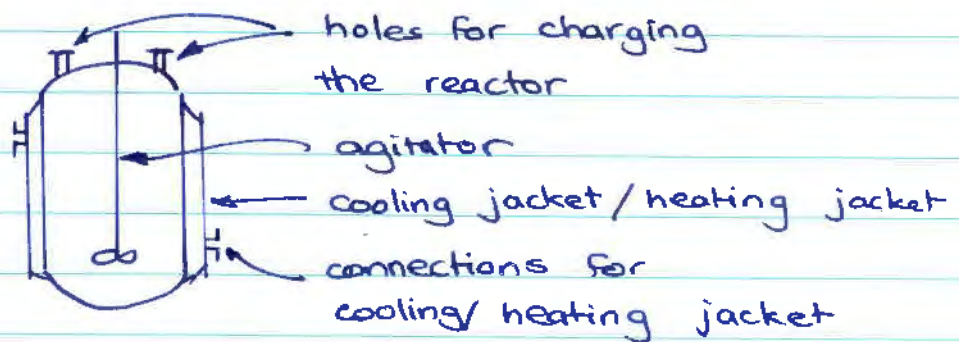 holes for charging
the reactor
agitator
cooling jacket/heating jacket
connections for
cooling/heating jacket